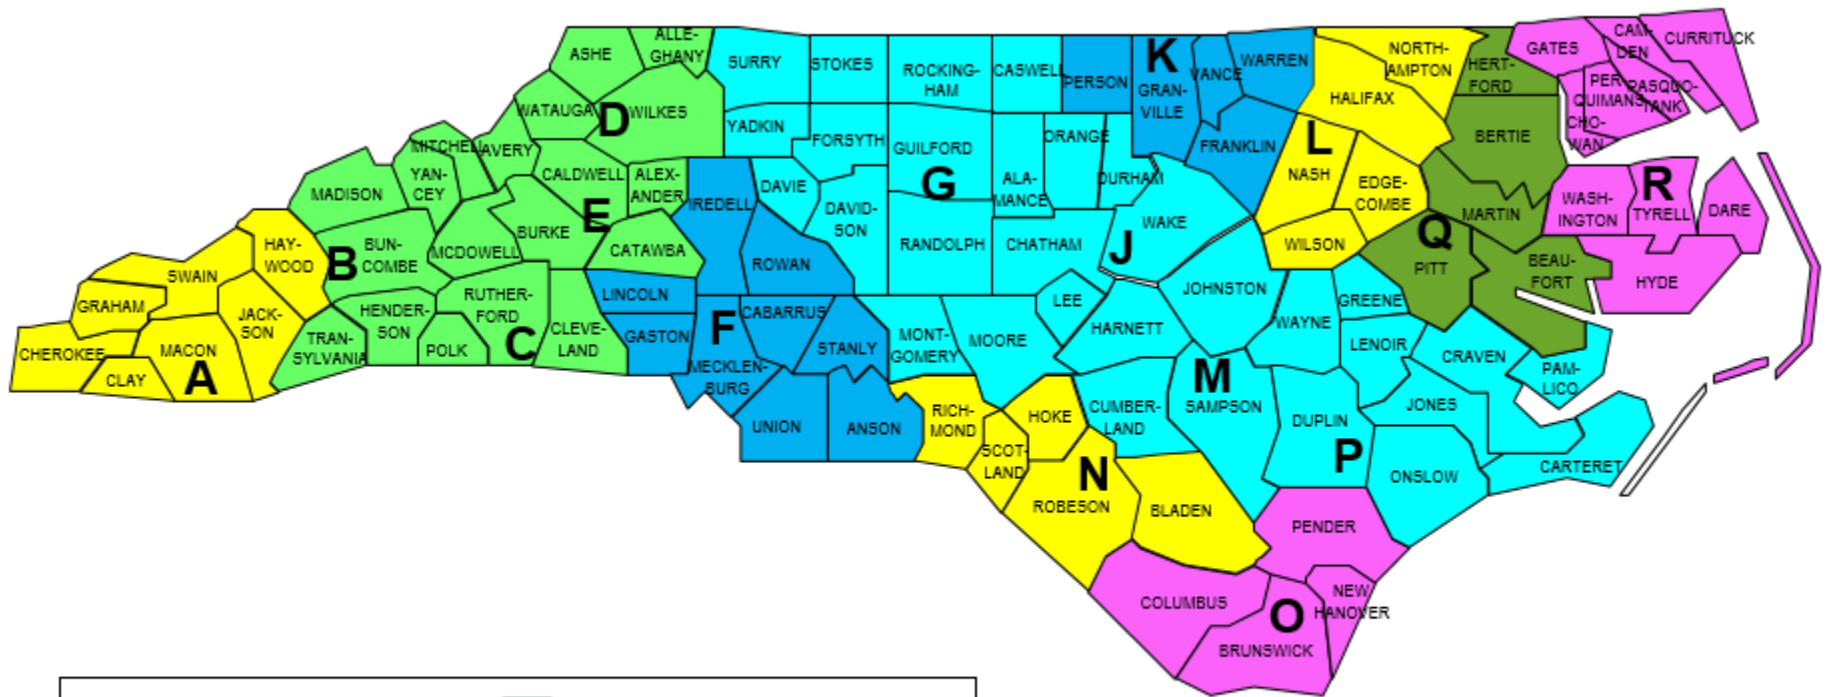 ASHE
ALLE-
GHANY
SURRY
STOKES
ROCKING-
HAM
CASWELL
PERSON
K
GRAN-
VILLE
VANCE
WARREN
NORTH-
AMPTON
HERT-
FORD
GATES
CAM-
DEN
CURRITUCK
PER
QUIMANS
PASQUO-
TANK
CHO-
WAN-
HALIFAX
WATAUGA
D
WILKES
YADKIN
FORSYTH
GUILFORD
ORANGE
DURHAM
FRANKLIN
L
NASH
EDGE-
COMBE
BERTIE
MITCHELL
AVERY
CALDWELL
ALEX-
ANDER
IREDELL
DAVIE
DAVID-
SON
G
ALA-
MANCE
MADISON
YAN-
CEY
BURKE
E
CATAWBA
MCDOWELL
BUN-
COMBE
B
HAY-
WOOD
SWAIN
GRAHAM
CHEROKEE
CLAY
MACON
A
JACK-
SON
TRAN-
SYLVANIA
HENDER-
SON
POLK
RUTHER-
FORD
C
CLEVE-
LAND
LINCOLN
GASTON
F
MECKLEN-
BURG
CABARRUS
ROWAN
STANLY
UNION
ANSON
RANDOLPH
CHATHAM
J
WAKE
WILSON
MARTIN
WASH-
INGTON
R
TYRELL
DARE
Q
PITT
BEAU-
FORT
HYDE
LEE
HARNETT
JOHNSTON
WAYNE
GREENE
LENOIR
CRAVEN
PAM-
LICO
MONT-
GOMERY
MOORE
RICH-
MOND
SCOT-
LAND
HOKE
CUMBER-
LAND
M
SAMPSON
DUPLIN
P
JONES
ONSLOW
CARTERET
N
ROBESON
BLADEN
PENDER
COLUMBUS
O
BRUNSWICK
NEW
HANOVER